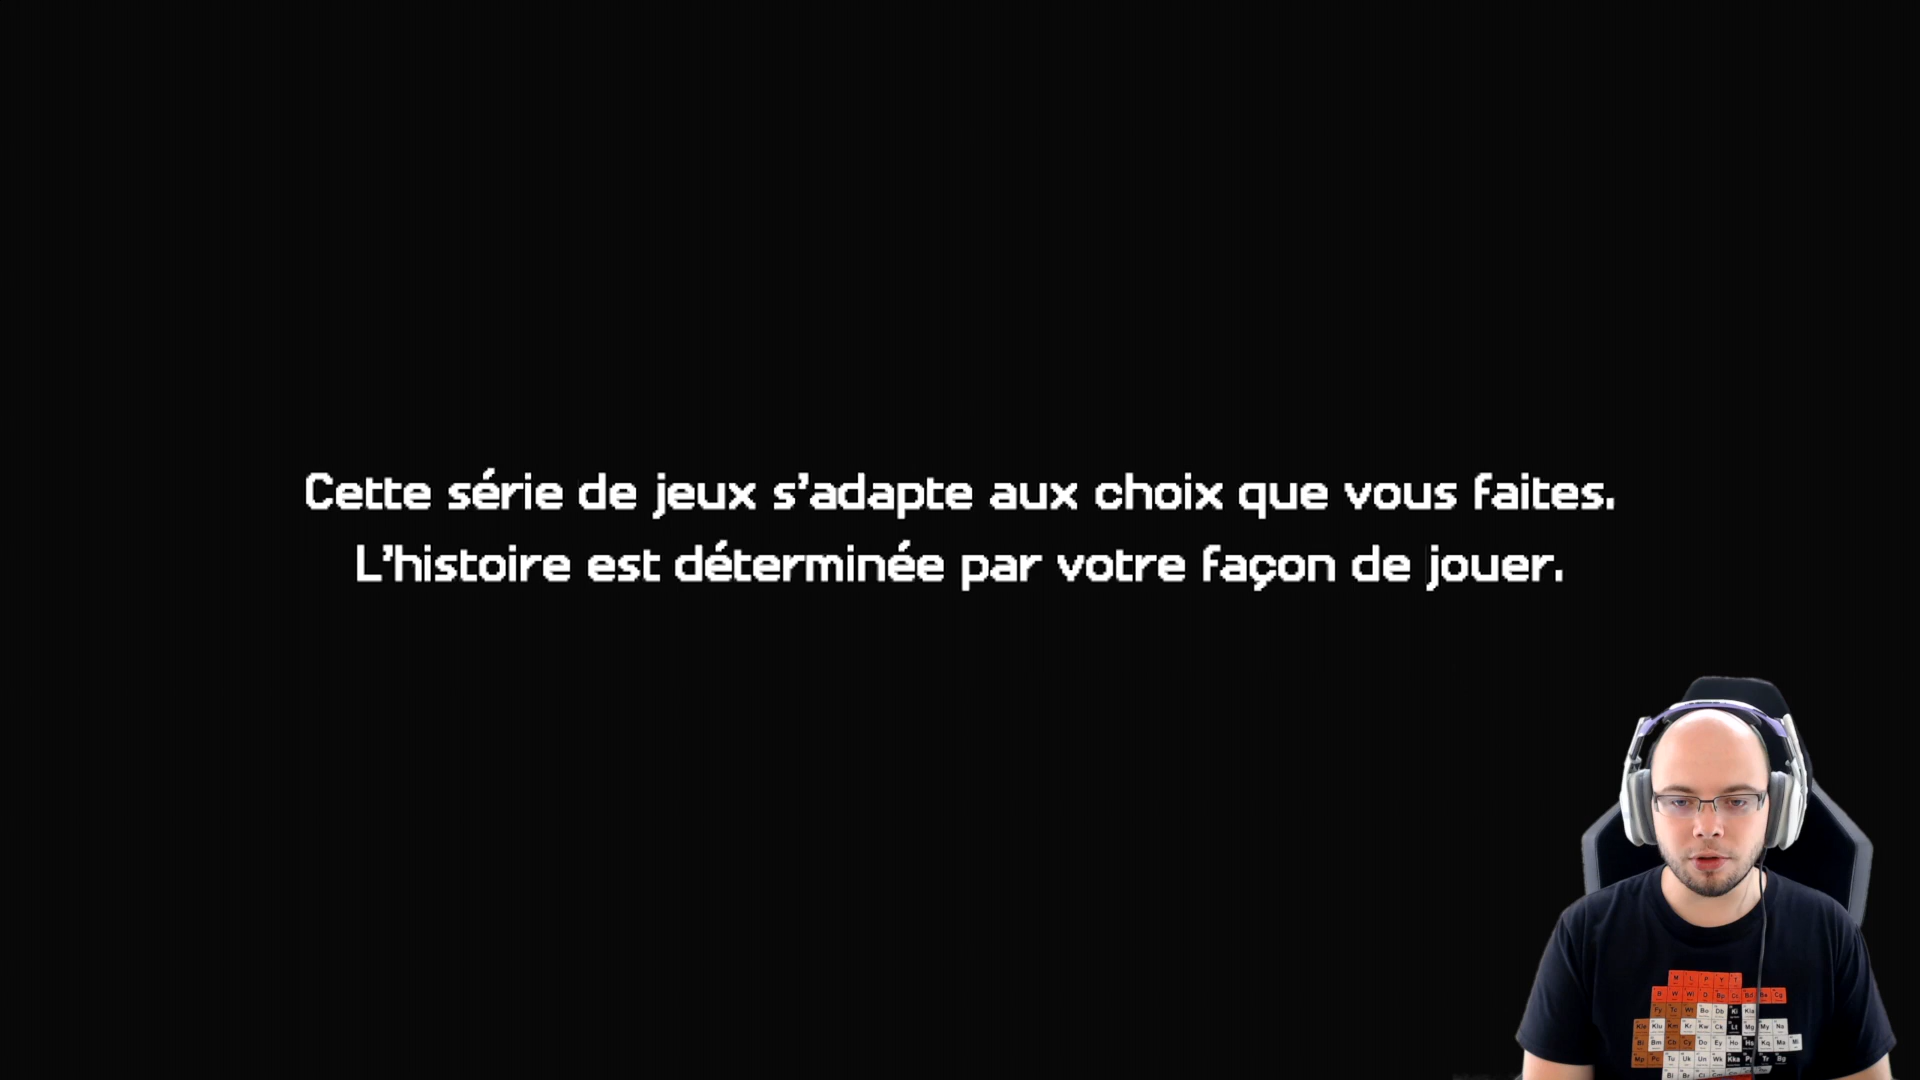 Cette série de jeux s'adapte aux choix que vous faites.
L'histoire est déterminée par votre façon de jouer.